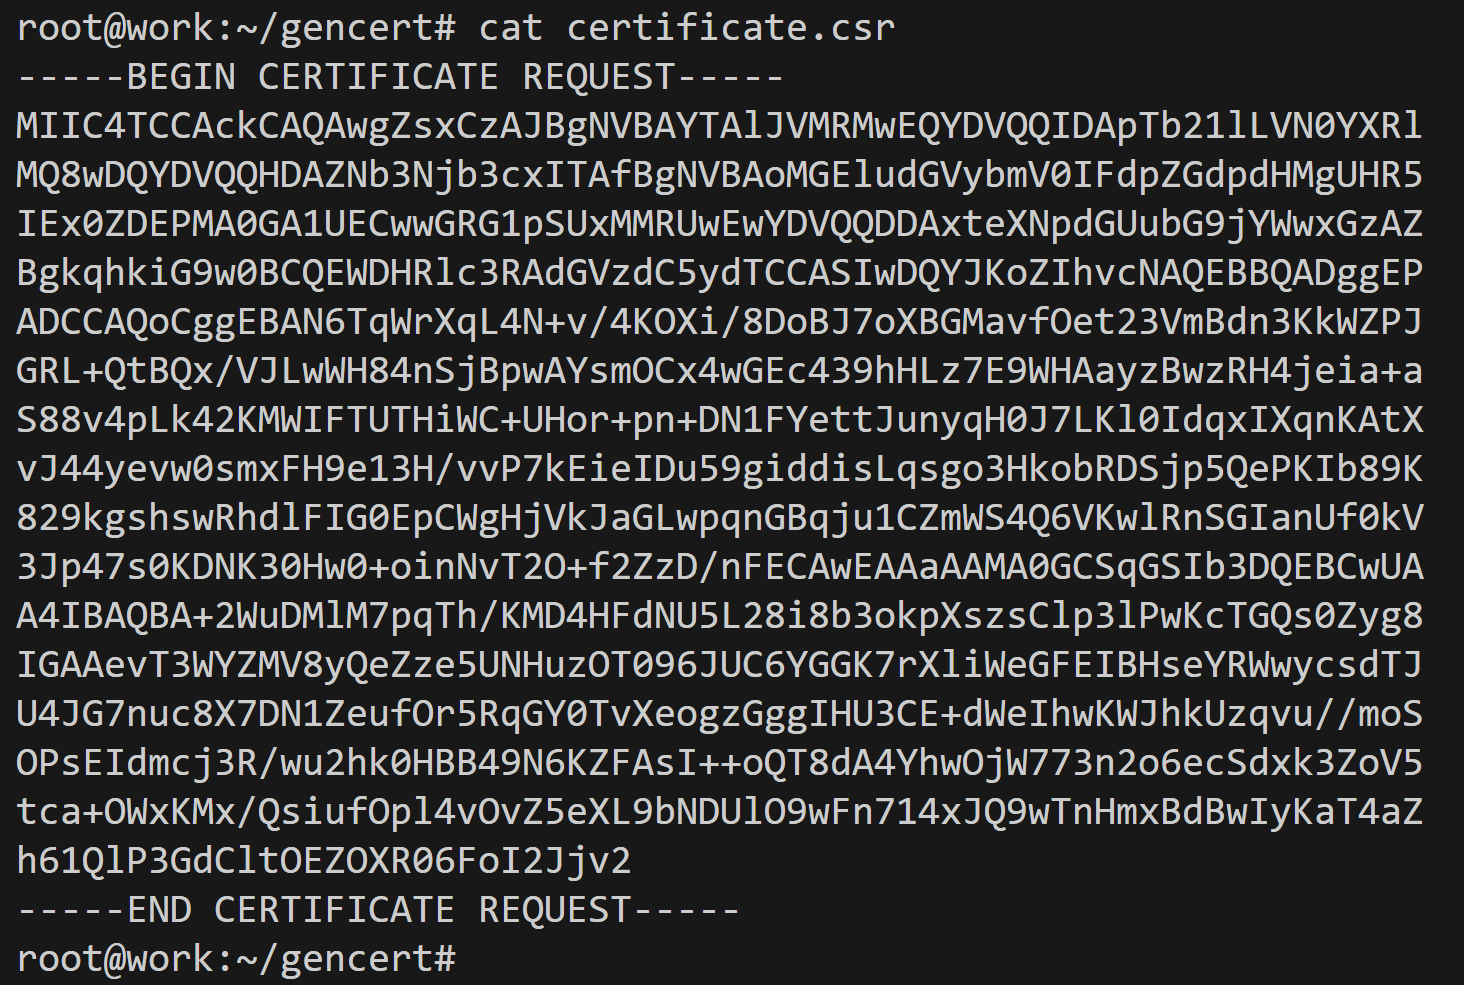 root@work:~/gencert# cat certificate.csr
-----BEGIN CERTIFICATE REQUEST-----
MIIC4TCCAckCAQAwgZsxCzAJBgNVBAYTAlJVMRMwEQYDVQQIDApTb21lLVN0YXRl
MQ8wDQYDVQQHDAZNb3Njb3cxITAfBgNVBAoMGEludGVybmV0IFdpZGdpdHMgUHR5
IEx0ZDEPMA0GA1UECwwGRG1pSUxMMRUwEwYDVQQDDAxteXNpdGUubG9jYWwxGzAZ
BgkqhkiG9w0BCQEWDHRlc3RAdGVzdC5ydTCCASIwDQYJKoZIhvcNAQEBBQADggEP
ADCCAQoCggEBAN6TqWrXqL4N+v/4KOXi/8DoBJ7oXBGMavfOet23VmBdn3KkWZPJ
GRL+QtBQx/VJLwWH84nSjBpwAYsmOCx4wGEc439hHLz7E9WHAayzBwzRH4jeia+a
S88v4pLk42KMWIFTUTHiWC+UHor+pn+DN1FYettJunyqH0J7LKl0IdqxIXqnKAtX
vJ44yevw0smxFH9e13H/vvP7kEieIDu59giddisLqsgo3HkobRDSjp5QePKIb89K
829kgshswRhdlFIG0EpCWgHjVkJaGLwpqnGBqju1CZmWS4Q6VKwlRnSGIanUf0kV
3Jp47s0KDNK30Hw0+oinNvT2O+f2ZzD/nFECAwEAAaAAMA0GCSqGSIb3DQEBCwUA
A4IBAQBA+2WuDMlM7pqTh/KMD4HFdNU5L28i8b3okpXszsClp3lPwKcTGQs0Zyg8
IGAAevT3WYZMV8yQeZze5UNHuzOT096JUC6YGGK7rXliWeGFEIBHseYRWwycsdTJ
U4JG7nuc8X7DN1ZeufOr5RqGY0TvXeogzGggIHU3CE+dWeIhwKWJhkUzqvu//moS
OPsEIdmcj3R/wu2hk0HBB49N6KZFAsI++oQT8dA4YhwOjW773n2o6ecSdxk3ZoV5
tca+OWxKMx/QsiufOpl4vOvZ5eXL9bNDUlO9wFn714xJQ9wTnHmxBdBwIyKaT4aZ
h61QlP3GdCltOEZOXR06FoI2Jjv2
-----END CERTIFICATE REQUEST-----
root@work:~/gencert#